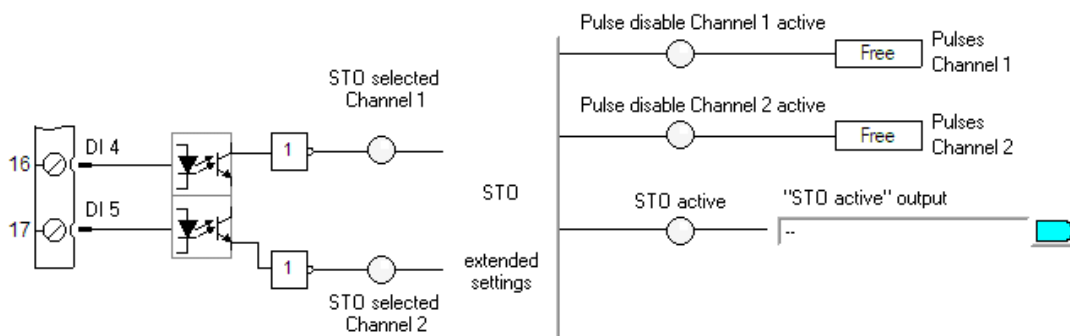 Pulse disable Channel 1 active
Free
Pulses
Channel 1
STO selected
Channel 1
Pulse disable Channel 2 active
Free
Pulses
Channel 2
16
DI 4
1
STO
STO active
"STO active" output
--
17
DI 5
1
extended
settings
STO selected
Channel 2